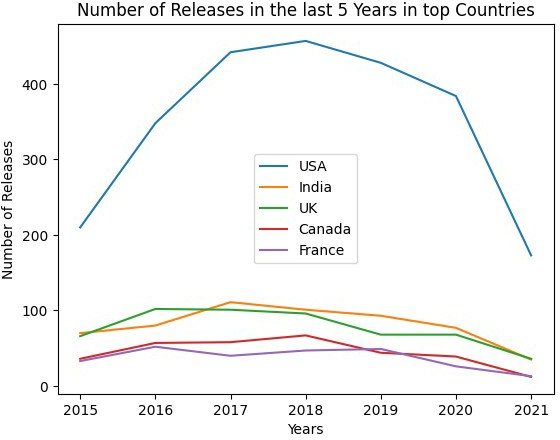 Number of Releases in the last 5 Years in top Countries
Number of Releases
400
300
200
100
0
USA
India
UK
Canada
France
2015 2016 2017 2018 2019 2020 2021
Years